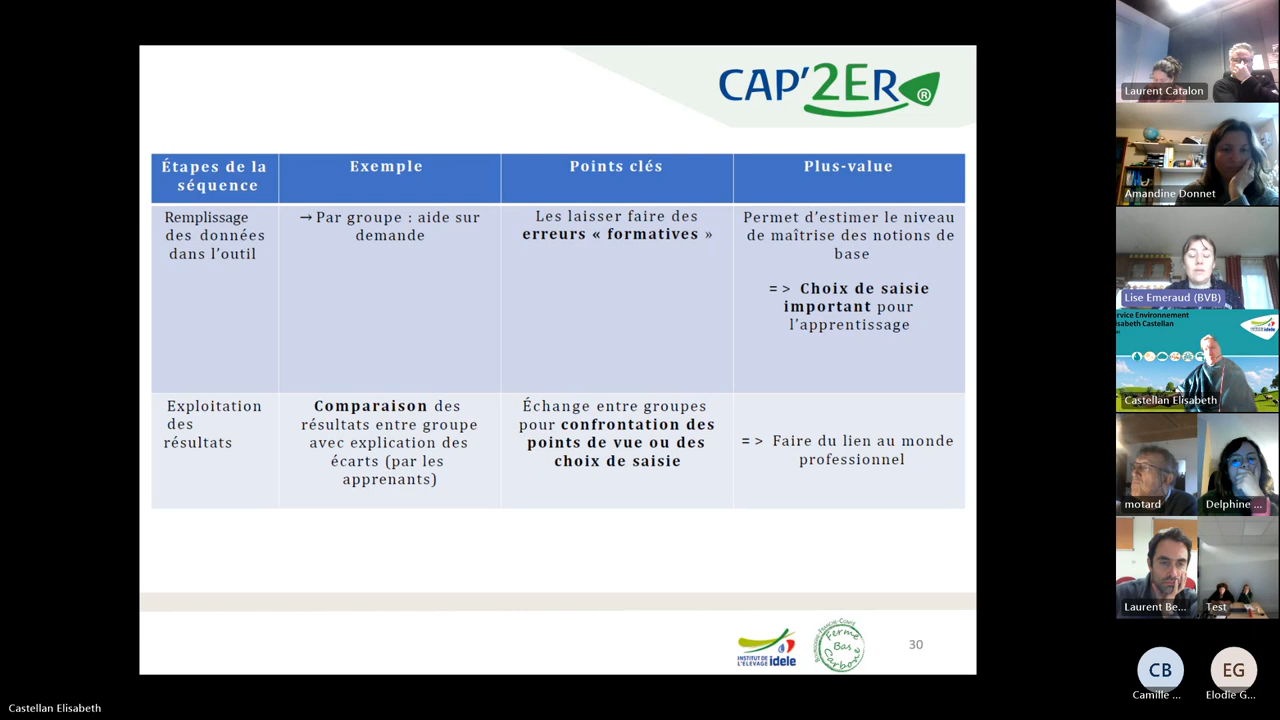 CAP'2ER®
Étapes de la
séquence
Exemple
Points clés
Plus-value
Remplissage
des données
dans l'outil
→ Par groupe : aide sur
demande
Les laisser faire des
erreurs « formatives »
Permet d'estimer le niveau
de maîtrise des notions de
base
=> Choix de saisie
important pour
l'apprentissage
Exploitation
des
résultats
Comparaison des
résultats entre groupe
avec explication des
écarts (par les
apprenants)
Échange entre groupes
pour confrontation des
points de vue ou des
choix de saisie
=> Faire du lien au monde
professionnel
INSTITUT DE
L'ÉLEVAGE idele
Ferme
Bas
Carbone
30
Castellan Elisabeth
Laurent Catalon
Amandine Donnet
Lise Emeraud (BVB)
rvice Environnement
isabeth Castellan
idele
Castellan Elisabeth
motard
Delphine ...
Laurent Be...
Test
CB
Camille ...
EG
Elodie G...